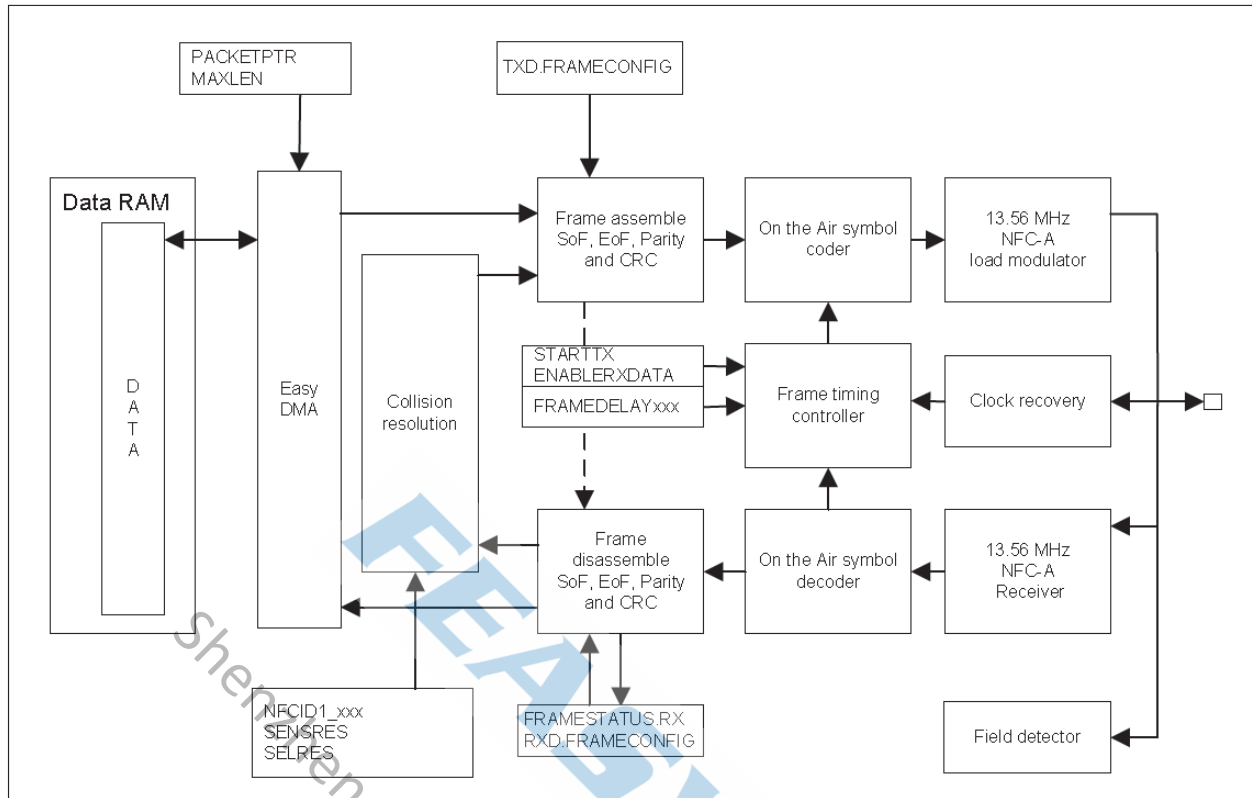 PACKETPTR
MAXLEN
TXD.FRAMECONFIG
Data RAM
DATA
Easy
DMA
Collision
resolution
Frame assemble
SoF, EoF, Parity
and CRC
On the Air symbol
coder
13.56 MHz
NFC-A
load modulator
STARTTX
ENABLERXDATA
FRAMEDELAYxxx
Frame timing
controller
Clock recovery
Frame
disassemble
SoF, EoF, Parity
and CRC
On the Air symbol
decoder
13.56 MHz
NFC-A
Receiver
NFCID1_xxx
SENSRES
SELRES
FRAMESTATUS.RX
RXD.FRAMECONFIG
Field detector
Shenzhen
FEASY